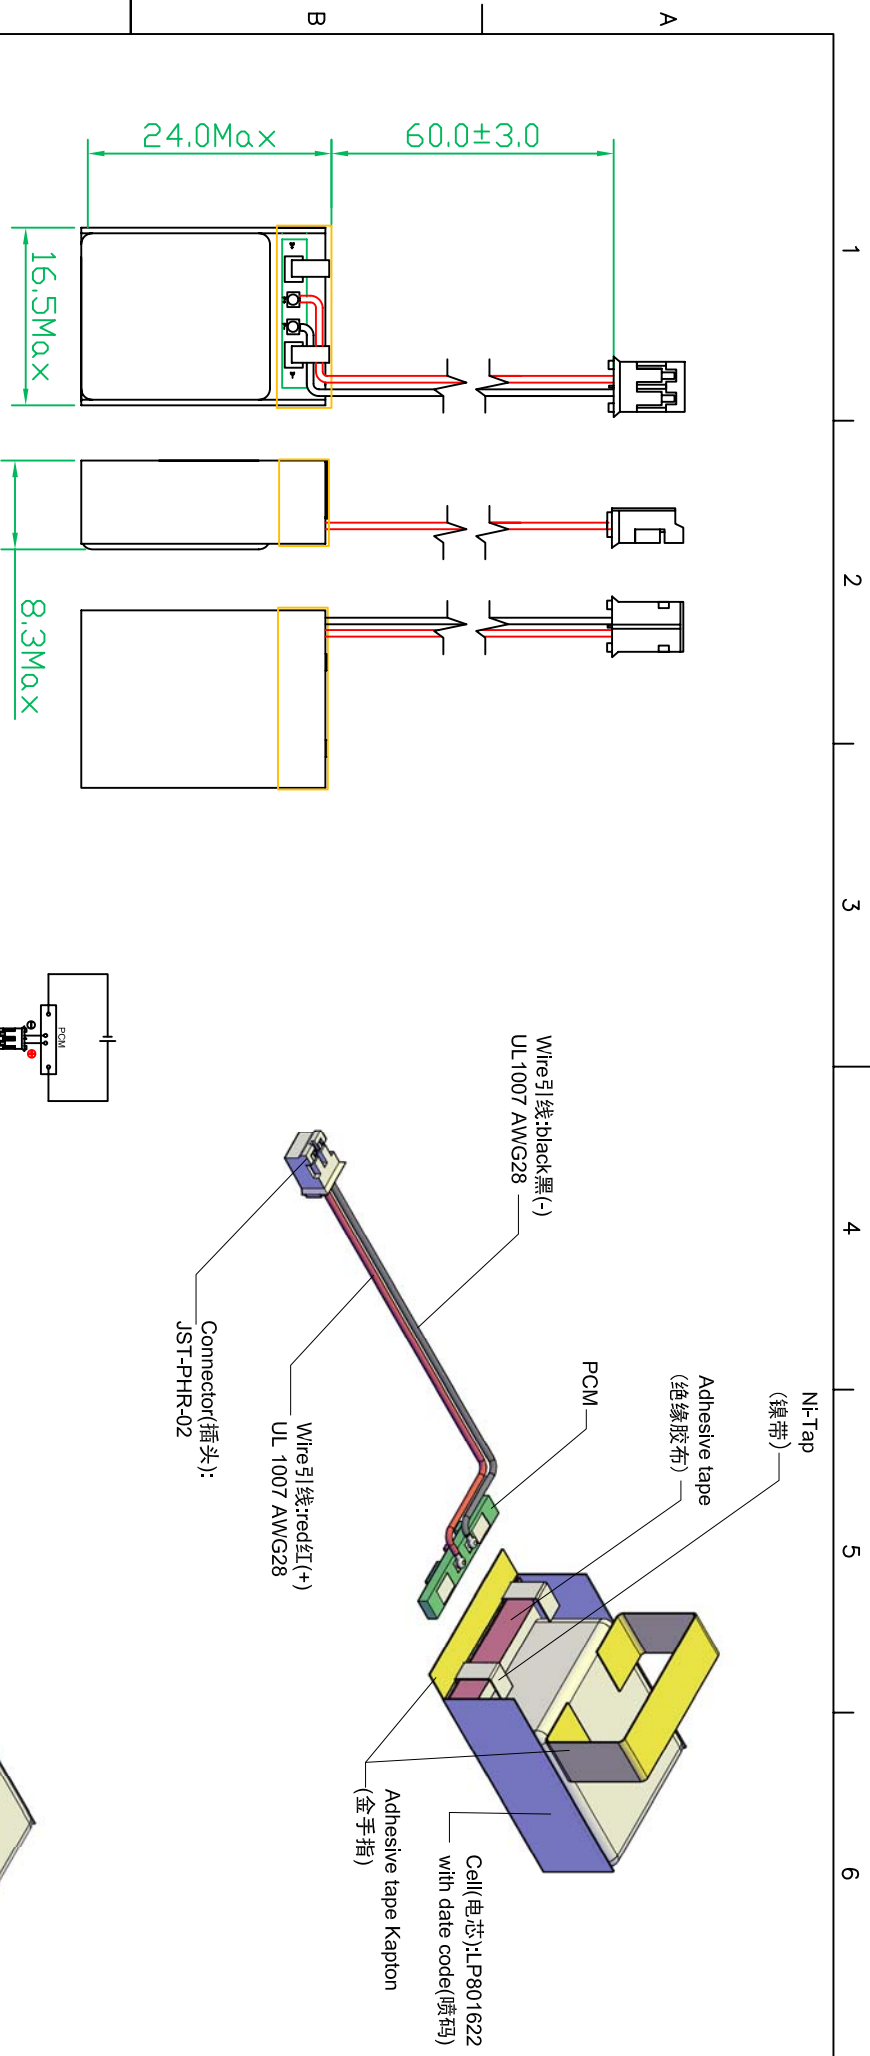 B
A
1
2
3
4
5
6
24.0Max
60.0±3.0
16.5Max
8.3Max
PCM
Wire引线:black黑(-)
UL1007 AWG28
Connector(插头):
JST-PHR-02
Wire引线:red红(+)
UL 1007 AWG28
PCM
Adhesive tape
(绝缘胶布)
Ni-Tap
(镍带)
Adhesive tape Kapton
(金手指)
Cell(电芯):LP801622
with date code(喷码)